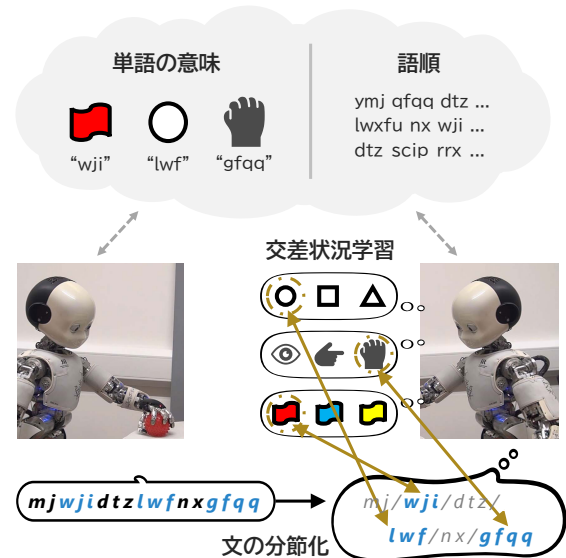 単語の意味
語順
"wji"
"lwf"
"gfqq"
ymj qfqq dtz ...
lwxfu nx wji ...
dtz scip rrx ...
交差状況学習
mjwjidtzlwfnxgfqq
mj/wji/dtz/
lwf/nx/gfqq
文の分節化